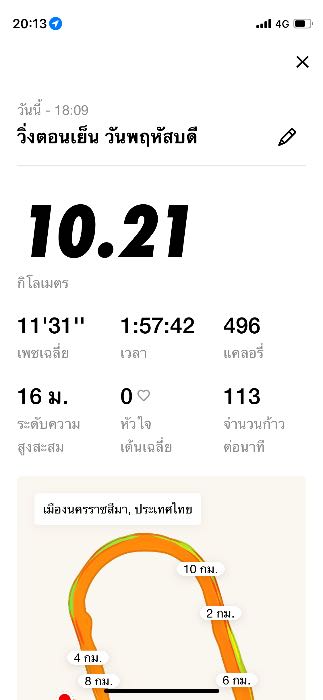 20:13
4G
วันนี้ - 18:09
วิ่งตอนเย็น วันพฤหัสบดี
10.21
กิโลเมตร
11'31'' 1:57:42 496
เพซเฉลี่ย เวลา แคลอรี่
16 ม. 0 113
ระดับความ หัวใจ จำนวนก้าว
สูงสะสม เต้นเฉลี่ย ต่อนาที
เมืองนครราชสีมา, ประเทศไทย
10 กม.
2 กม.
4 กม.
8 กม. 6 กม.